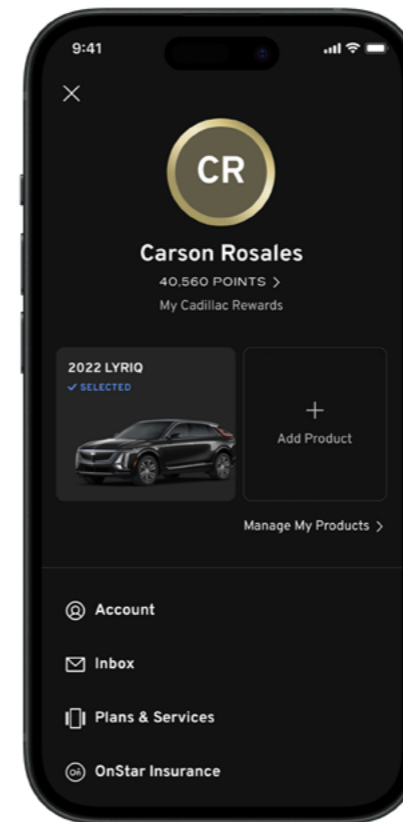 9:41
CR
Carson Rosales
40,560 POINTS >
My Cadillac Rewards
2022 LYRIQ
✓ SELECTED
+
Add Product
Manage My Products >
Account
Inbox
Plans & Services
OnStar Insurance